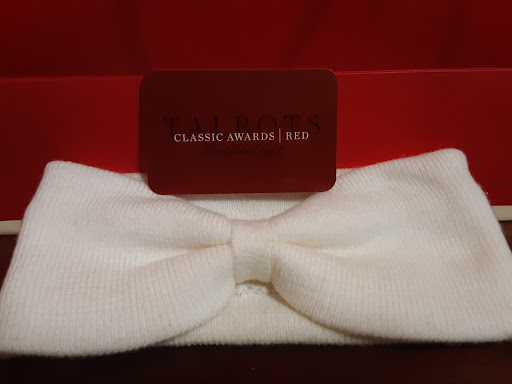 TALBOTS
CLASSIC AWARDS | RED